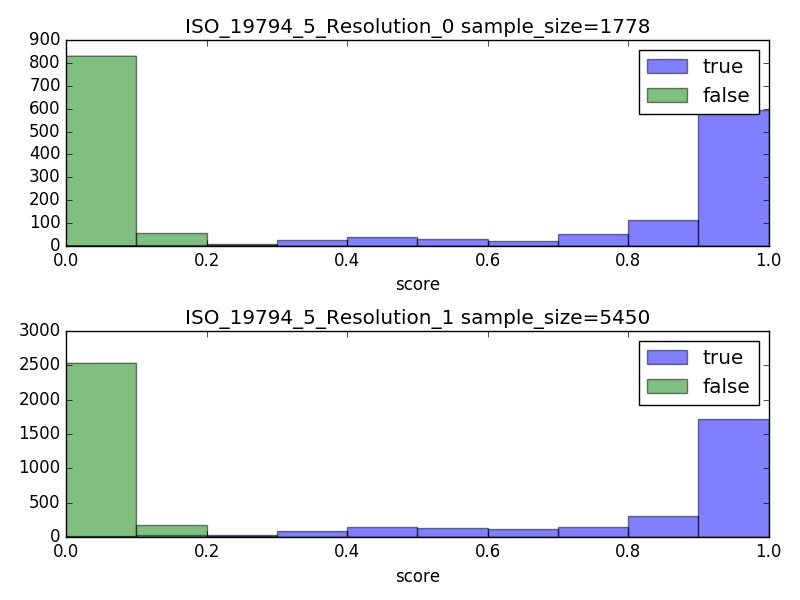 ISO_19794_5_Resolution_0 sample_size=1778
900
800
700
600
500
400
300
200
100
0
true
false
0.0 0.2 0.4 0.6 0.8 1.0
score
ISO_19794_5_Resolution_1 sample_size=5450
3000
2500
2000
1500
1000
500
0
true
false
0.0 0.2 0.4 0.6 0.8 1.0
score